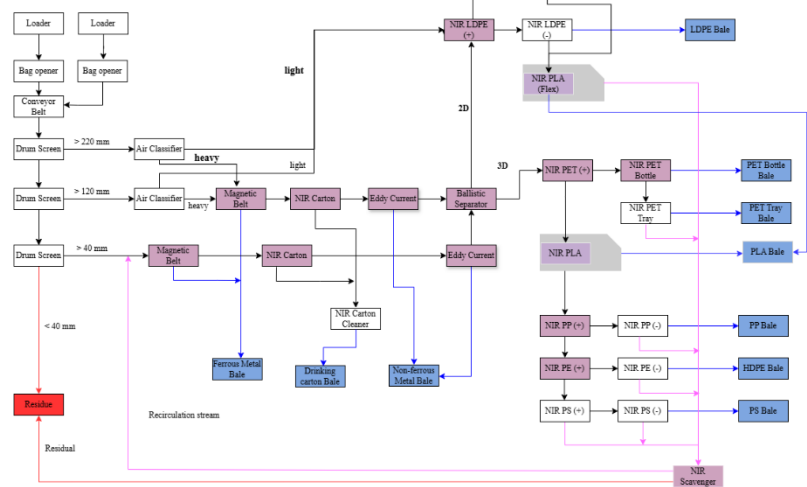 Loader
Loader
NIR LDPE
(+)
NIR LDPE
(-)
LDPE Bale
Bag opener
Bag opener
light
NIR PLA
(Flex)
Conveyor
Belt
2D
Drum Screen
> 220 mm
Air Classifier
heavy
light
3D
NIR PET (+)
NIR PET
Bottle
PET Bottle
Bale
Drum Screen
> 120 mm
Air Classifier
heavy
Magnetic
Belt
NIR Carton
Eddy Current
Ballistic
Separator
NIR PET
Tray
PET Tray
Bale
Drum Screen
> 40 mm
Magnetic
Belt
NIR Carton
Eddy Current
NIR PLA
PLA Bale
< 40 mm
NIR Carton
Cleaner
NIR PP (+)
NIR PP (-)
PP Bale
Ferrous Metal
Bale
Drinking
carton Bale
Non-ferrous
Metal Bale
NIR PE (+)
NIR PE (-)
HDPE Bale
Residue
Recirculation stream
NIR PS (+)
NIR PS (-)
PS Bale
Residual
NIR
Scavenger